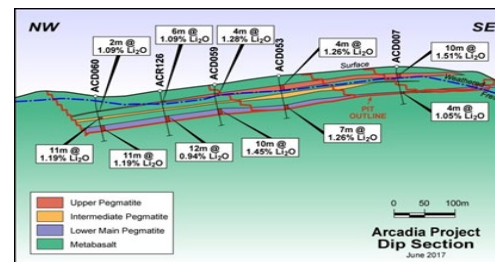 NW
SE
2m @
1.09% Li2O
6m @
1.09% Li2O
4m @
1.28% Li2O
4m @
1.26% Li2O
10m @
1.51% Li2O
ACD060
ACR126
ACD059
ACD053
ACD007
Surface
PIT
OUTLINE
11m @
1.19% Li2O
11m @
1.19% Li2O
12m @
0.94% Li2O
10m @
1.45% Li2O
7m @
1.26% Li2O
4m @
1.05% Li2O
Upper Pegmatite
Intermediate Pegmatite
Lower Main Pegmatite
Metabasalt
0 50 100m
Arcadia Project
Dip Section
June 2017